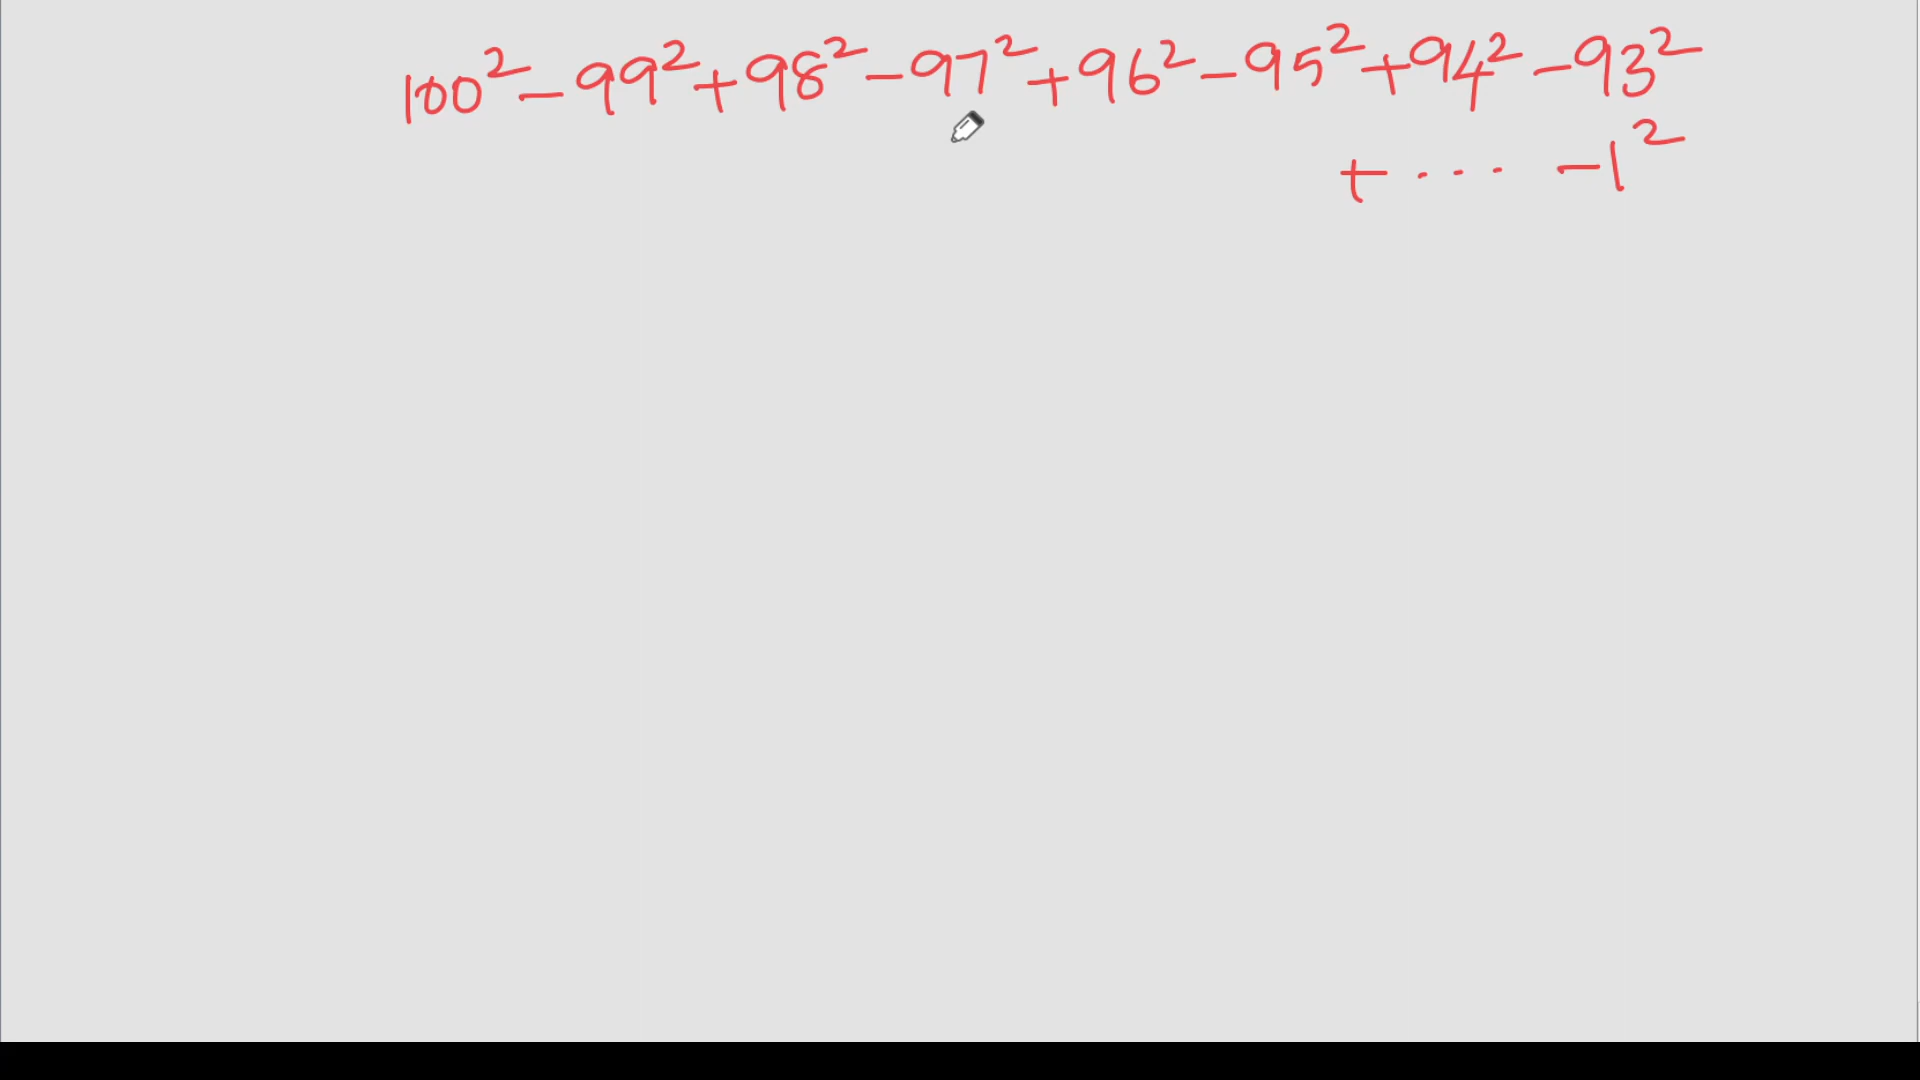 100² - 99² + 98² - 97² + 96² - 95² + 94² - 93²
+ .... - 1²